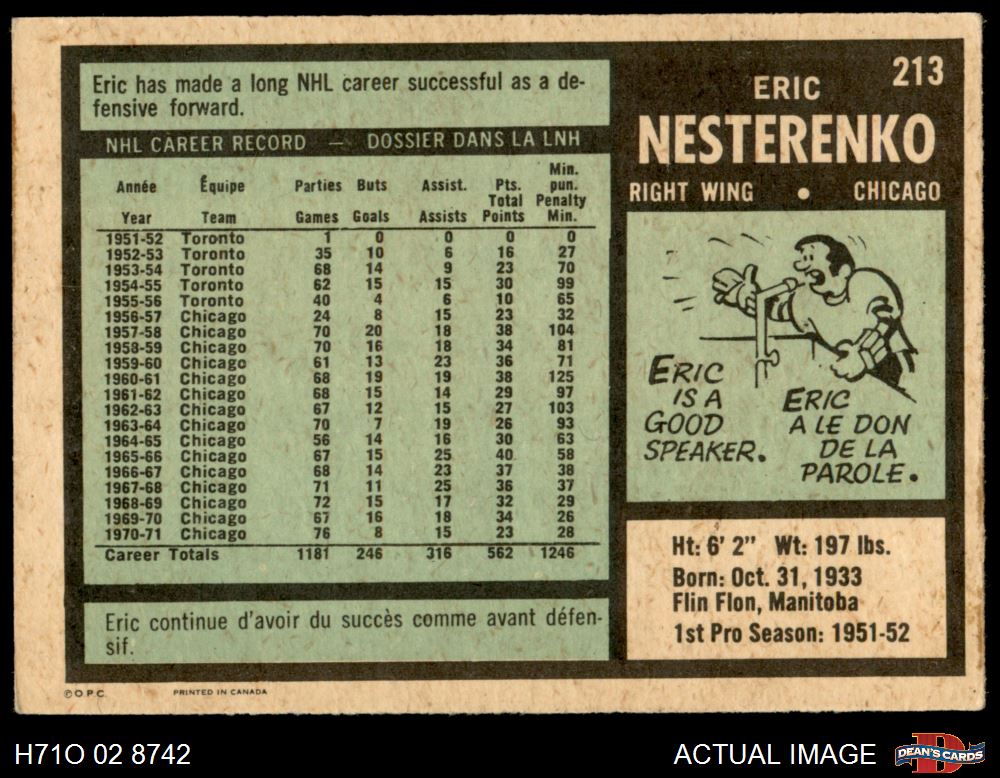 213
ERIC
NESTERENKO
RIGHT WING • CHICAGO
Eric has made a long NHL career successful as a de-
fensive forward.
NHL CAREER RECORD — DOSSIER DANS LA LNH
Année Équipe Parties Buts Assist. Pts. Total Min. pun.
Year Team Games Goals Assists Points Penalty Min.
1951-52 Toronto 1 0 0 0 0
1952-53 Toronto 35 10 6 16 27
1953-54 Toronto 68 14 9 23 70
1954-55 Toronto 62 15 15 30 99
1955-56 Toronto 40 4 6 10 65
1956-57 Chicago 24 8 15 23 32
1957-58 Chicago 70 20 18 38 104
1958-59 Chicago 70 16 18 34 81
1959-60 Chicago 61 13 23 36 71
1960-61 Chicago 68 19 19 38 125
1961-62 Chicago 68 15 14 29 97
1962-63 Chicago 67 12 15 27 103
1963-64 Chicago 70 7 19 26 93
1964-65 Chicago 56 14 16 30 63
1965-66 Chicago 67 15 25 40 58
1966-67 Chicago 68 14 23 37 38
1967-68 Chicago 71 11 25 36 37
1968-69 Chicago 72 15 17 32 29
1969-70 Chicago 67 16 18 34 26
1970-71 Chicago 76 8 15 23 28
Career Totals 1181 246 316 562 1246
Eric continue d'avoir du succès comme avant défen-
sif.
ERIC
IS A
GOOD
SPEAKER.
ERIC
A LE DON
DE LA
PAROLE.
Ht: 6' 2" Wt: 197 lbs.
Born: Oct. 31, 1933
Flin Flon, Manitoba
1st Pro Season: 1951-52
© O.P.C. PRINTED IN CANADA
H71O 02 8742
ACTUAL IMAGE
DEAN'S CARDS